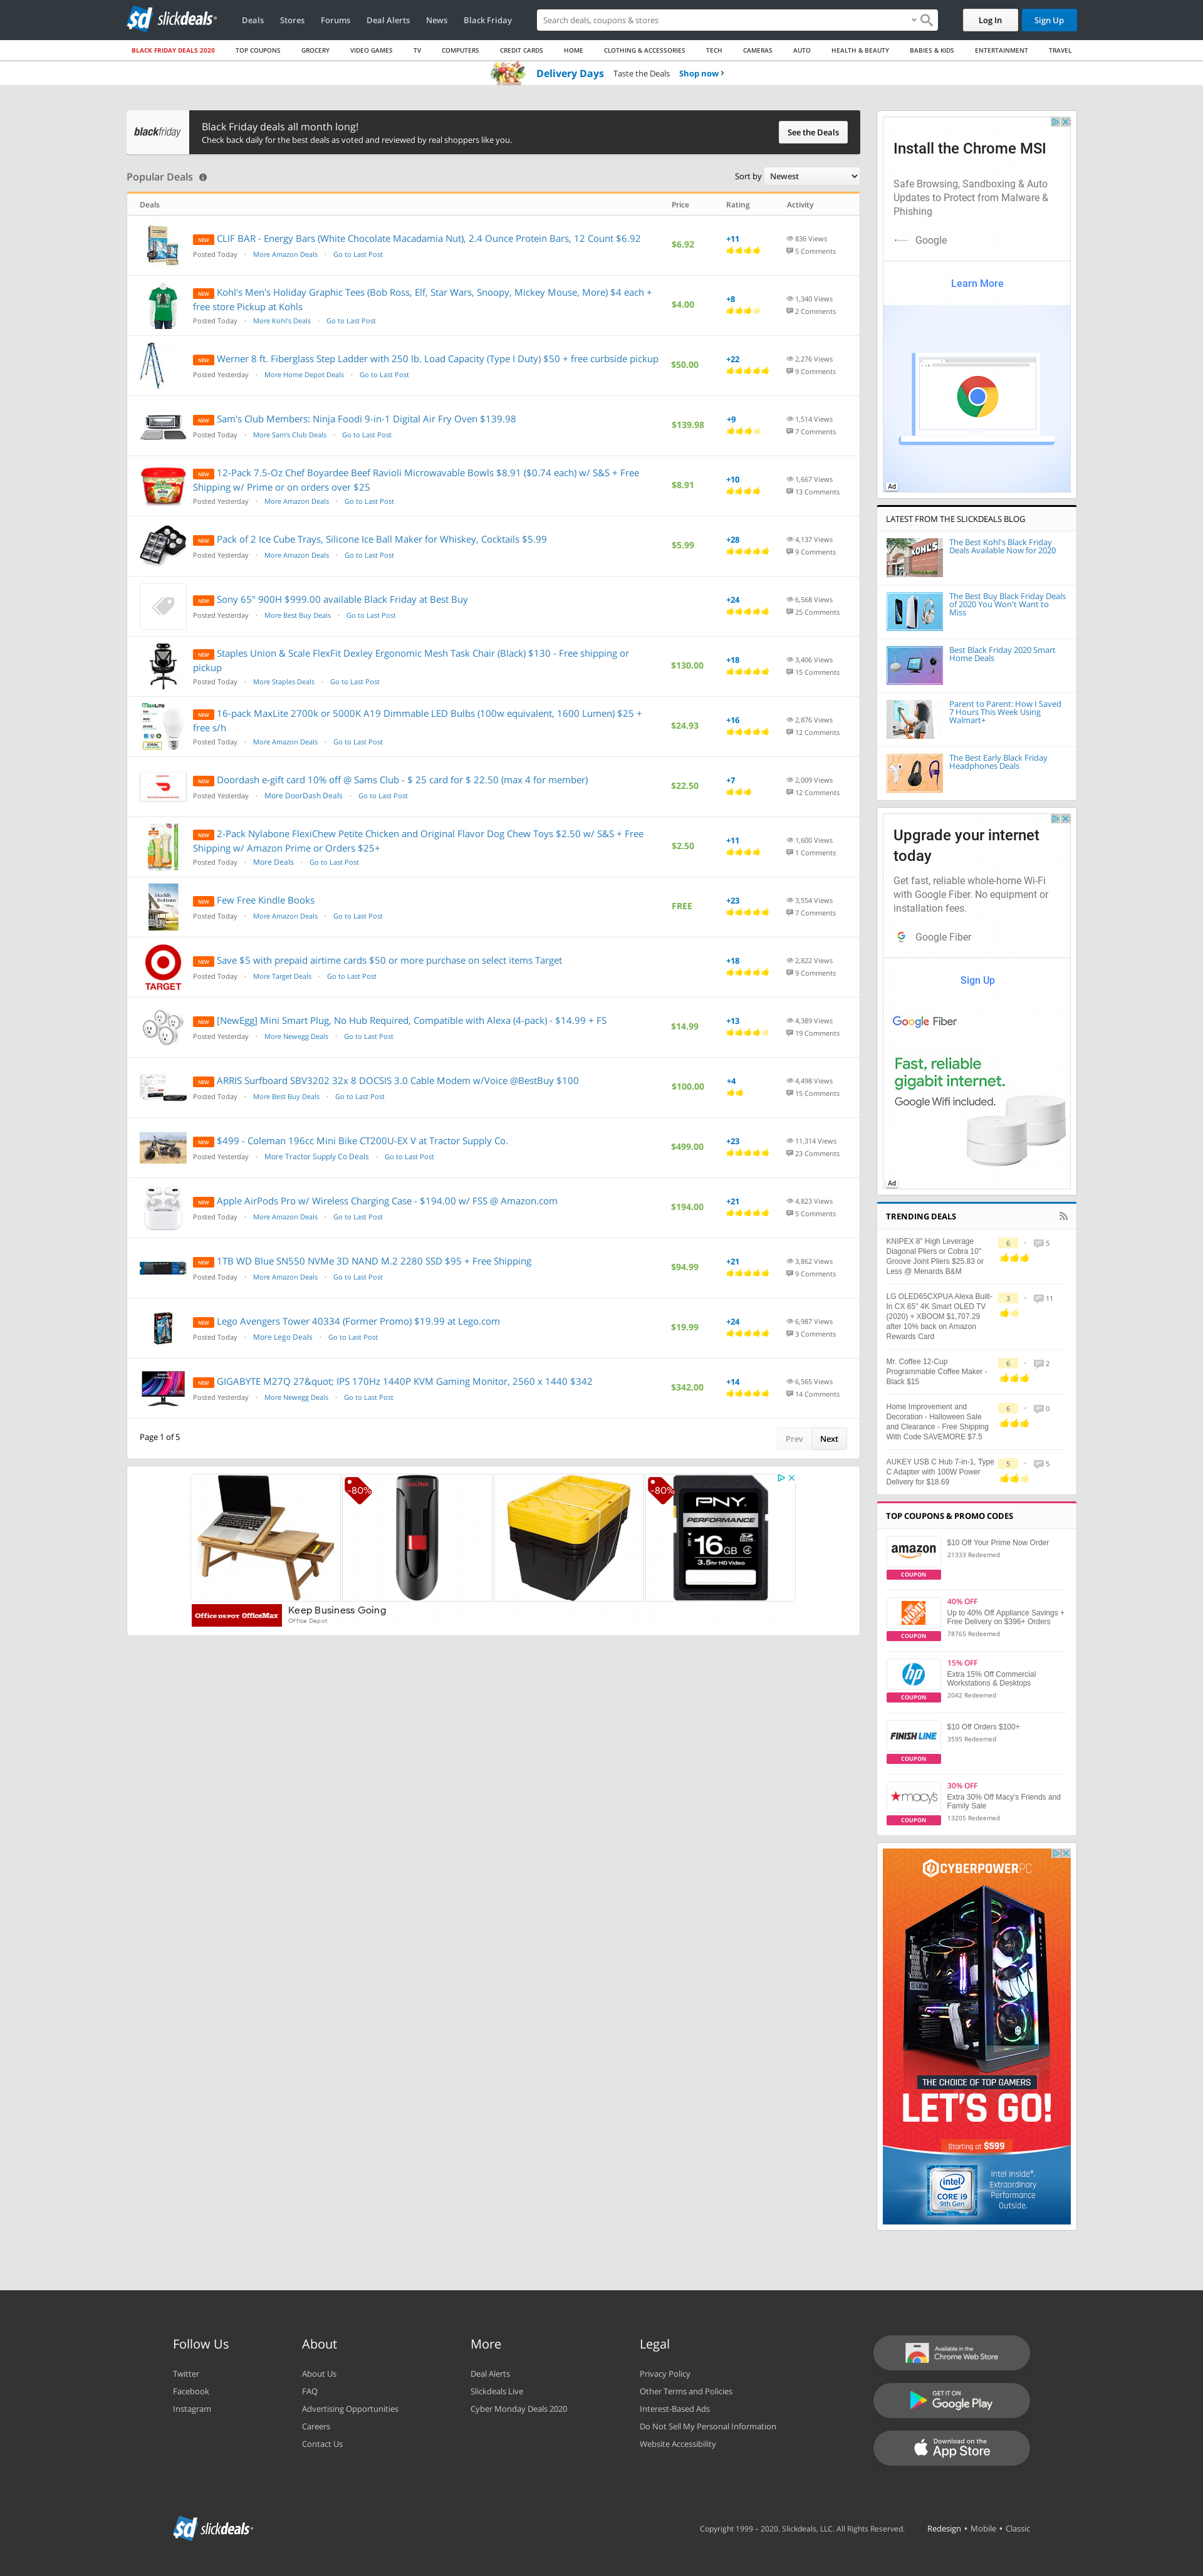 slickdeals
Deals Stores Forums Deal Alerts News Black Friday
Search deals, coupons & stores
Log In
Sign Up
BLACK FRIDAY DEALS 2020 TOP COUPONS GROCERY VIDEO GAMES TV COMPUTERS CREDIT CARDS HOME CLOTHING & ACCESSORIES TECH CAMERAS AUTO HEALTH & BEAUTY BABIES & KIDS ENTERTAINMENT TRAVEL
Delivery Days Taste the Deals Shop now
blackfriday
Black Friday deals all month long!
Check back daily for the best deals as voted and reviewed by real shoppers like you.
See the Deals
Popular Deals
Sort by Newest
Deals Price Rating Activity
NEW CLIF BAR - Energy Bars (White Chocolate Macadamia Nut), 2.4 Ounce Protein Bars, 12 Count $6.92
Posted Today · More Amazon Deals · Go to Last Post
$6.92
+11
836 Views
5 Comments
NEW Kohl's Men's Holiday Graphic Tees (Bob Ross, Elf, Star Wars, Snoopy, Mickey Mouse, More) $4 each +
free store Pickup at Kohls
Posted Today · More Kohl's Deals · Go to Last Post
$4.00
+8
1,340 Views
2 Comments
NEW Werner 8 ft. Fiberglass Step Ladder with 250 lb. Load Capacity (Type I Duty) $50 + free curbside pickup
Posted Yesterday · More Home Depot Deals · Go to Last Post
$50.00
+22
2,276 Views
9 Comments
NEW Sam's Club Members: Ninja Foodi 9-in-1 Digital Air Fry Oven $139.98
Posted Today · More Sam's Club Deals · Go to Last Post
$139.98
+9
1,514 Views
7 Comments
NEW 12-Pack 7.5-Oz Chef Boyardee Beef Ravioli Microwavable Bowls $8.91 ($0.74 each) w/ S&S + Free
Shipping w/ Prime or on orders over $25
Posted Yesterday · More Amazon Deals · Go to Last Post
$8.91
+10
1,667 Views
13 Comments
NEW Pack of 2 Ice Cube Trays, Silicone Ice Ball Maker for Whiskey, Cocktails $5.99
Posted Yesterday · More Amazon Deals · Go to Last Post
$5.99
+28
4,137 Views
9 Comments
NEW Sony 65" 900H $999.00 available Black Friday at Best Buy
Posted Yesterday · More Best Buy Deals · Go to Last Post
+24
6,568 Views
25 Comments
NEW Staples Union & Scale FlexFit Dexley Ergonomic Mesh Task Chair (Black) $130 - Free shipping or
pickup
Posted Today · More Staples Deals · Go to Last Post
$130.00
+18
3,406 Views
15 Comments
NEW 16-pack MaxLite 2700k or 5000K A19 Dimmable LED Bulbs (100w equivalent, 1600 Lumen) $25 +
free s/h
Posted Today · More Amazon Deals · Go to Last Post
$24.93
+16
2,876 Views
12 Comments
NEW Doordash e-gift card 10% off @ Sams Club - $ 25 card for $ 22.50 (max 4 for member)
Posted Yesterday · More DoorDash Deals · Go to Last Post
$22.50
+7
2,009 Views
12 Comments
NEW 2-Pack Nylabone FlexiChew Petite Chicken and Original Flavor Dog Chew Toys $2.50 w/ S&S + Free
Shipping w/ Amazon Prime or Orders $25+
Posted Today · More Deals · Go to Last Post
$2.50
+11
1,600 Views
1 Comments
NEW Few Free Kindle Books
Posted Today · More Amazon Deals · Go to Last Post
FREE
+23
3,554 Views
7 Comments
TARGET
NEW Save $5 with prepaid airtime cards $50 or more purchase on select items Target
Posted Today · More Target Deals · Go to Last Post
+18
2,822 Views
9 Comments
NEW [NewEgg] Mini Smart Plug, No Hub Required, Compatible with Alexa (4-pack) - $14.99 + FS
Posted Yesterday · More Newegg Deals · Go to Last Post
$14.99
+13
4,389 Views
19 Comments
NEW ARRIS Surfboard SBV3202 32x 8 DOCSIS 3.0 Cable Modem w/Voice @BestBuy $100
Posted Today · More Best Buy Deals · Go to Last Post
$100.00
+4
4,498 Views
15 Comments
NEW $499 - Coleman 196cc Mini Bike CT200U-EX V at Tractor Supply Co.
Posted Yesterday · More Tractor Supply Co Deals · Go to Last Post
$499.00
+23
11,314 Views
23 Comments
NEW Apple AirPods Pro w/ Wireless Charging Case - $194.00 w/ FSS @ Amazon.com
Posted Today · More Amazon Deals · Go to Last Post
$194.00
+21
4,823 Views
5 Comments
NEW 1TB WD Blue SN550 NVMe 3D NAND M.2 2280 SSD $95 + Free Shipping
Posted Today · More Amazon Deals · Go to Last Post
$94.99
+21
3,862 Views
9 Comments
NEW Lego Avengers Tower 40334 (Former Promo) $19.99 at Lego.com
Posted Today · More Lego Deals · Go to Last Post
$19.99
+24
6,987 Views
3 Comments
NEW GIGABYTE M27Q 27&quot; IPS 170Hz 1440P KVM Gaming Monitor, 2560 x 1440 $342
Posted Yesterday · More Newegg Deals · Go to Last Post
$342.00
+14
6,565 Views
14 Comments
Page 1 of 5
Prev Next
-80%
-80%
PNY
PERFORMANCE
16 GB
3.5hr HD Video
Office DEPOT OfficeMax
Keep Business Going
Office Depot
Install the Chrome MSI
Safe Browsing, Sandboxing & Auto
Updates to Protect from Malware &
Phishing
Google
Learn More
Ad
LATEST FROM THE SLICKDEALS BLOG
KOHL'S
The Best Kohl's Black Friday
Deals Available Now for 2020
The Best Buy Black Friday Deals
of 2020 You Won't Want to
Miss
Best Black Friday 2020 Smart
Home Deals
Parent to Parent: How I Saved
7 Hours This Week Using
Walmart+
The Best Early Black Friday
Headphones Deals
Upgrade your internet
today
Get fast, reliable whole-home Wi-Fi
with Google Fiber. No equipment or
installation fees.
Google Fiber
Sign Up
Google Fiber
Fast, reliable
gigabit internet.
Google Wifi included.
Ad
TRENDING DEALS
KNIPEX 8" High Leverage
Diagonal Pliers or Cobra 10"
Groove Joint Pliers $25.83 or
Less @ Menards B&M
6 · 5
LG OLED65CXPUA Alexa Built-
In CX 65" 4K Smart OLED TV
(2020) + XBOOM $1,707.29
after 10% back on Amazon
Rewards Card
3 · 11
Mr. Coffee 12-Cup
Programmable Coffee Maker -
Black $15
6 · 2
Home Improvement and
Decoration - Halloween Sale
and Clearance - Free Shipping
With Code SAVEMORE $7.5
6 · 0
AUKEY USB C Hub 7-in-1, Type
C Adapter with 100W Power
Delivery for $18.69
5 · 5
TOP COUPONS & PROMO CODES
amazon
COUPON
$10 Off Your Prime Now Order
21333 Redeemed
COUPON
40% OFF
Up to 40% Off Appliance Savings +
Free Delivery on $396+ Orders
78765 Redeemed
hp
COUPON
15% OFF
Extra 15% Off Commercial
Workstations & Desktops
2042 Redeemed
FINISH LINE
COUPON
$10 Off Orders $100+
3595 Redeemed
macy's
COUPON
30% OFF
Extra 30% Off Macy's Friends and
Family Sale
13205 Redeemed
CYBERPOWERPC
THE CHOICE OF TOP GAMERS
LET'S GO!
Starting at $599
intel
CORE i9
9th Gen
Intel Inside®.
Extraordinary
Performance
Outside.
Follow Us
Twitter
Facebook
Instagram
About
About Us
FAQ
Advertising Opportunities
Careers
Contact Us
More
Deal Alerts
Slickdeals Live
Cyber Monday Deals 2020
Legal
Privacy Policy
Other Terms and Policies
Interest-Based Ads
Do Not Sell My Personal Information
Website Accessibility
Available in the
Chrome Web Store
GET IT ON
Google Play
Download on the
App Store
slickdeals
Copyright 1999 – 2020. Slickdeals, LLC. All Rights Reserved.
Redesign • Mobile • Classic